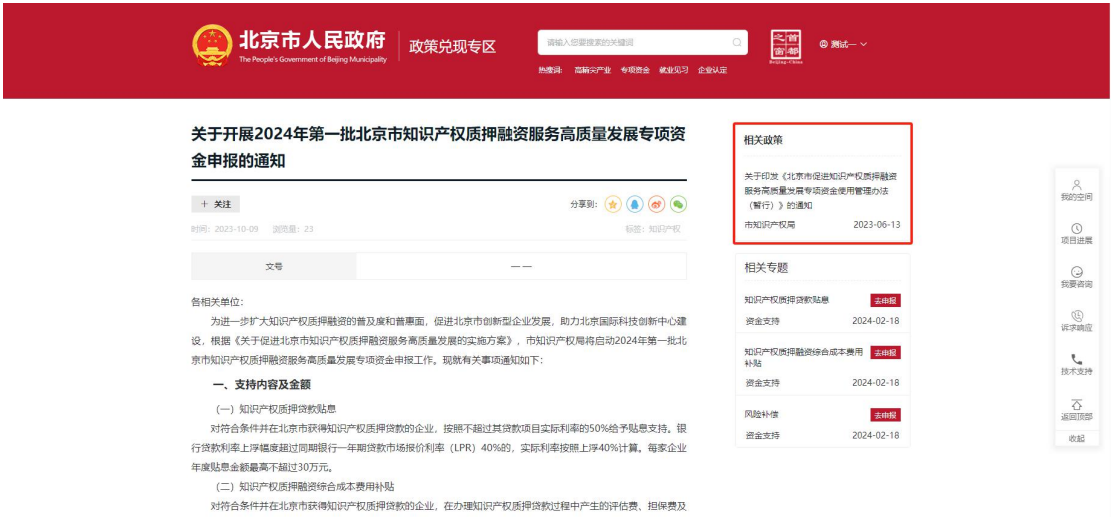 北京市人民政府
The People's Government of Beijing Municipality
政策兑现专区
请输入您要搜索的关键词
热搜词: 高精尖产业 专项资金 就业见习 企业认定
首都之窗
Beijing-China
测试一
关于开展2024年第一批北京市知识产权质押融资服务高质量发展专项资
金申报的通知
+ 关注
分享到:
时间: 2023-10-09 浏览量: 23
标签: 知识产权
文号
— —
各相关单位:
为进一步扩大知识产权质押融资的普及度和普惠面，促进北京市创新型企业发展，助力北京国际科技创新中心建
设，根据《关于促进北京市知识产权质押融资服务高质量发展的实施方案》，市知识产权局将启动2024年第一批北
京市知识产权质押融资服务高质量发展专项资金申报工作。现就有关事项通知如下:
一、支持内容及金额
（一）知识产权质押贷款贴息
对符合条件并在北京市获得知识产权质押贷款的企业，按照不超过其贷款项目实际利率的50%给予贴息支持。银
行贷款利率上浮幅度超过同期银行一年期贷款市场报价利率（LPR）40%的，实际利率按照上浮40%计算。每家企业
年度贴息金额最高不超过30万元。
（二）知识产权质押融资综合成本费用补贴
对符合条件并在北京市获得知识产权质押贷款的企业，在办理知识产权质押贷款过程中产生的评估费、担保费及
相关政策
关于印发《北京市促进知识产权质押融资
服务高质量发展专项资金使用管理办法
（暂行）》的通知
市知识产权局 2023-06-13
相关专题
知识产权质押贷款贴息 去申报
资金支持 2024-02-18
知识产权质押融资综合成本费用 去申报
补贴
资金支持 2024-02-18
风险补偿 去申报
资金支持 2024-02-18
我的空间
项目进展
我要咨询
诉求响应
技术支持
返回顶部
收起